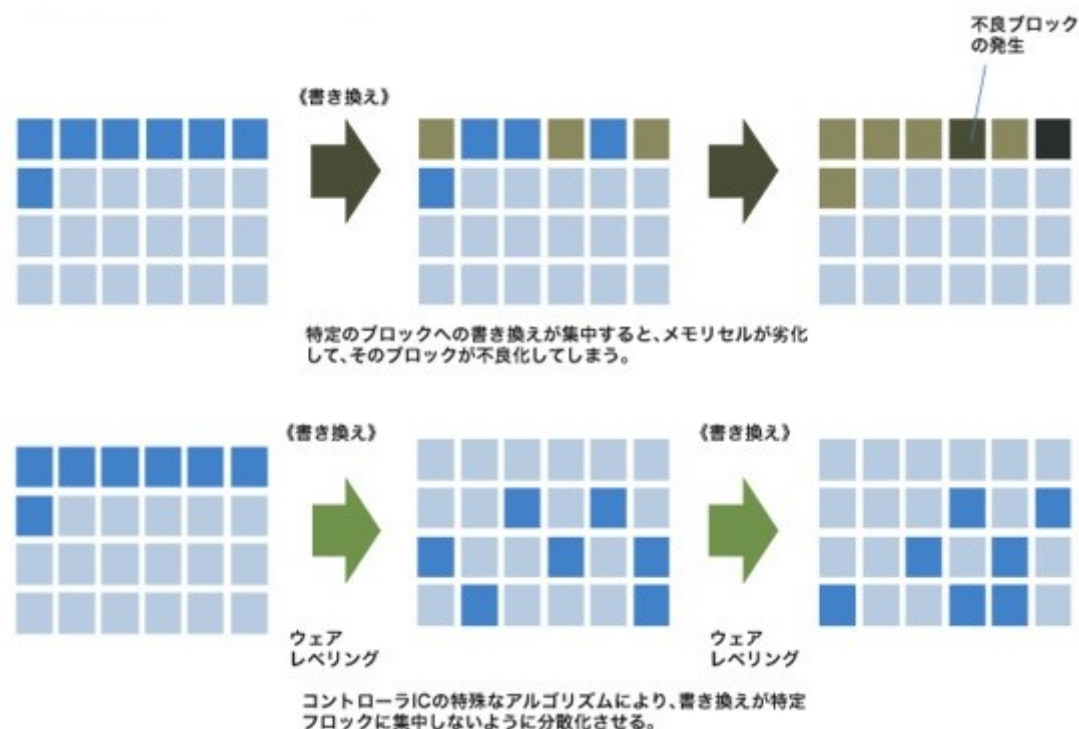 不良ブロック
の発生
《書き換え》
特定のブロックへの書き換えが集中すると、メモリセルが劣化
して、そのブロックが不良化してしまう。
《書き換え》
《書き換え》
ウェア
レベリング
ウェア
レベリング
コントローラICの特殊なアルゴリズムにより、書き換えが特定
フロックに集中しないように分散化させる。